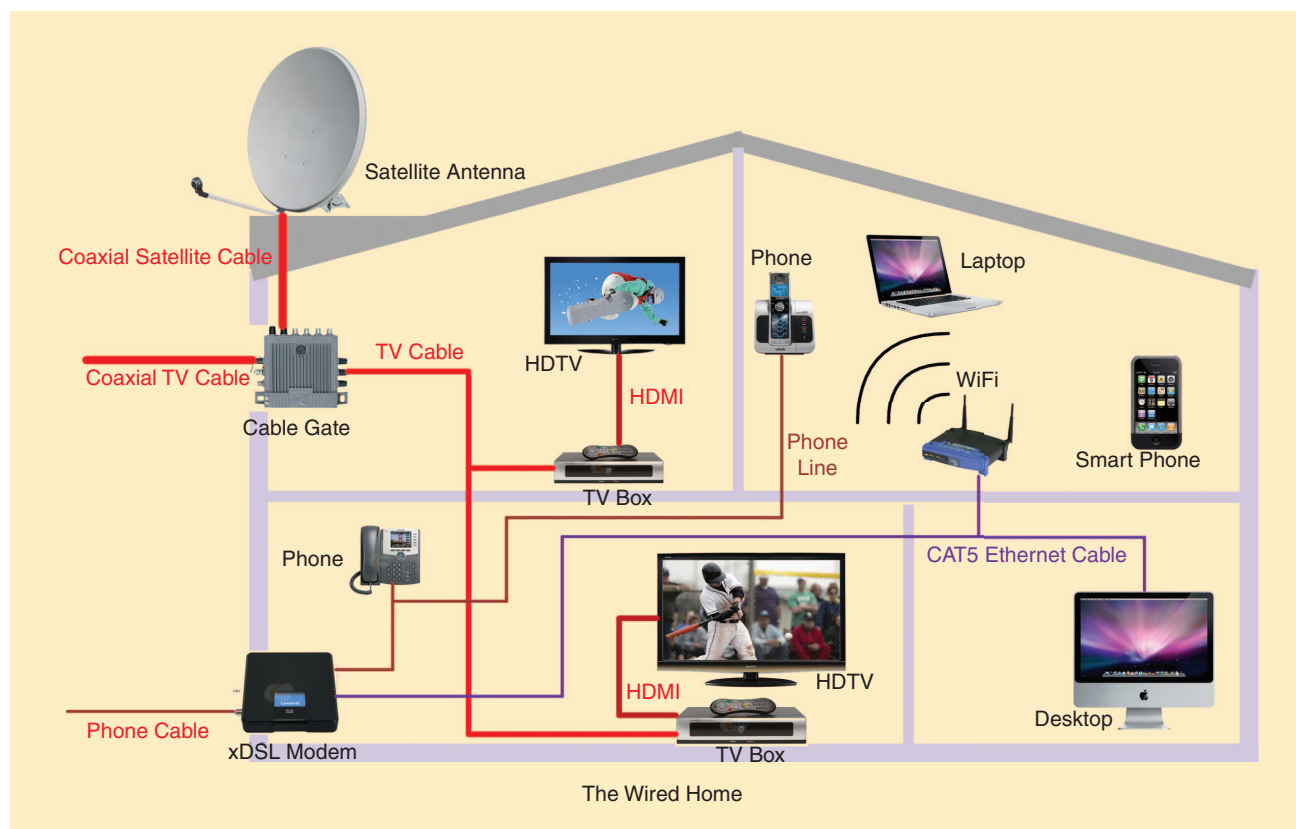 Satellite Antenna
Coaxial Satellite Cable
Phone
Laptop
TV Cable
HDTV
Coaxial TV Cable
WiFi
HDMI
Cable Gate
Phone
Line
Smart Phone
TV Box
Phone
CAT5 Ethernet Cable
HDMI
HDTV
Phone Cable
Desktop
xDSL Modem
TV Box
The Wired Home